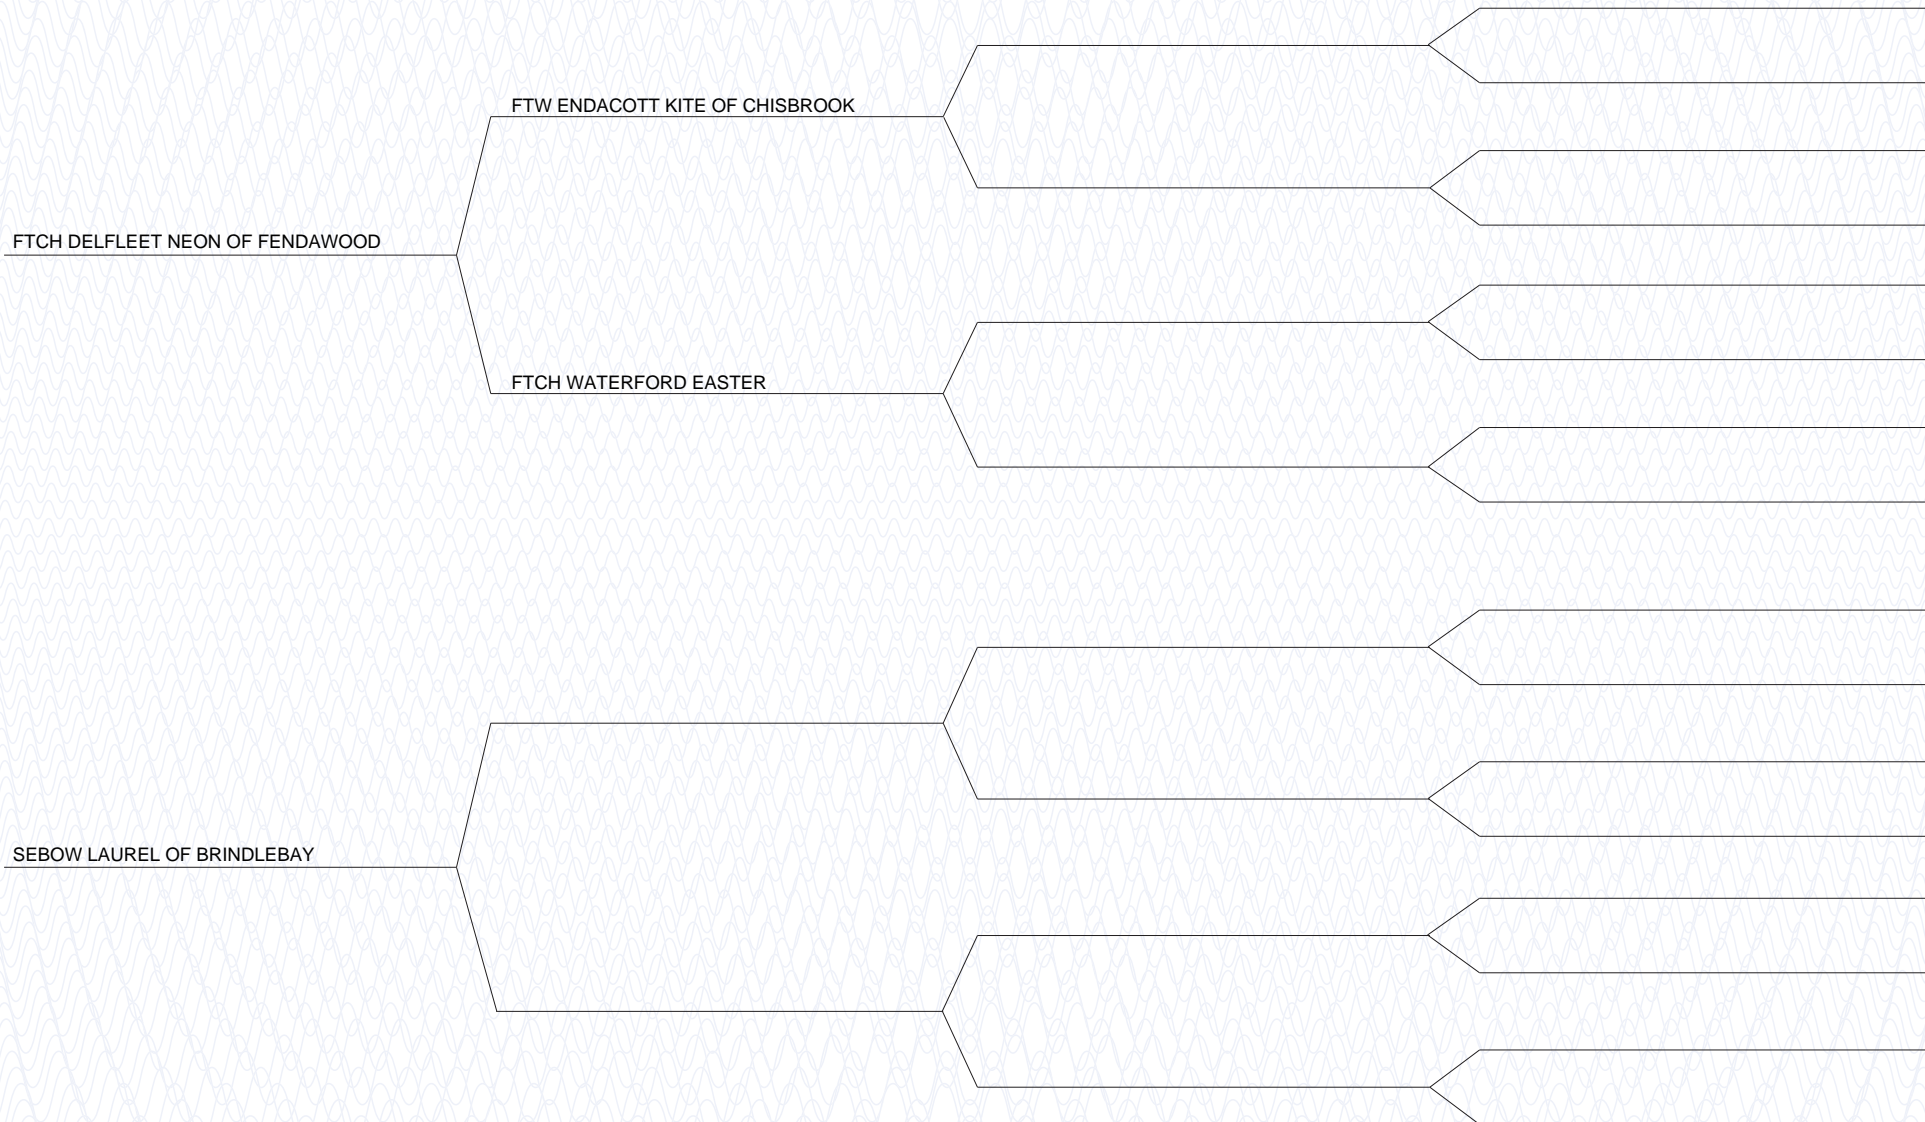 FTW ENDACOTT KITE OF CHISBROOK
FTCH DELFLEET NEON OF FENDAWOOD
FTCH WATERFORD EASTER
SEBOW LAUREL OF BRINDLEBAY